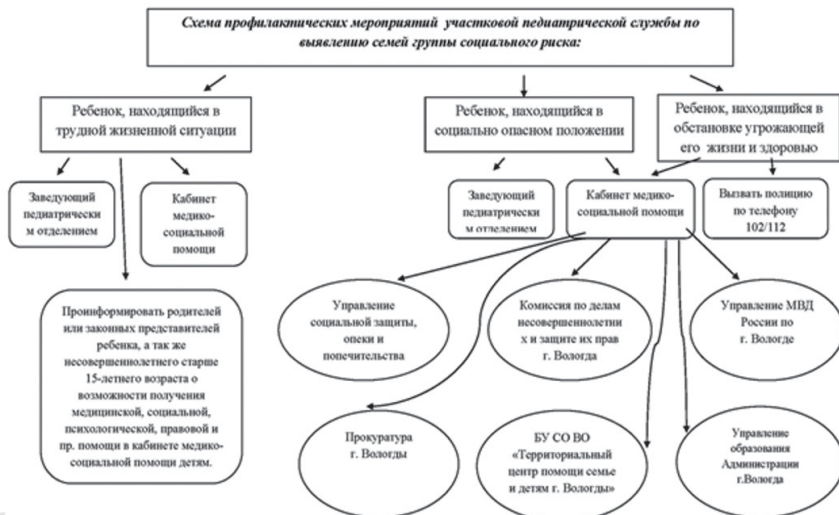 Схема профилактических мероприятий участковой педиатрической службы по
выявлению семей группы социального риска:
Ребенок, находящийся в
трудной жизненной ситуации
Ребенок, находящийся в
социально опасном положении
Ребенок, находящийся в
обстановке угрожающей
его жизни и здоровью
Заведующий
педиатрически
м отделением
Кабинет
медико-
социальной
помощи
Заведующий
педиатрически
м отделением
Кабинет медико-
социальной помощи
Вызвать полицию
по телефону
102/112
Проинформировать родителей
или законных представителей
ребенка, а так же
несовершеннолетнего старше
15-летнего возраста о
возможности получения
медицинской, социальной,
психологической, правовой и
пр. помощи в кабинете медико-
социальной помощи детям.
Управление
социальной защиты,
опеки и
попечительства
Комиссия по делам
несовершеннолетни
х и защите их прав
г. Вологда
Управление МВД
России по
г. Вологде
Прокуратура
г. Вологды
БУ СО ВО
«Территориальный
центр помощи семье
и детям г. Вологды»
Управление
образования
Администрации
г.Вологда